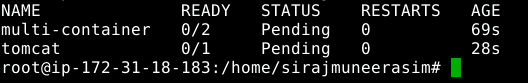 NAME READY STATUS RESTARTS AGE
multi-container 0/2 Pending 0 69s
tomcat 0/1 Pending 0 28s
root@ip-172-31-18-183:/home/sirajmuneerasim#